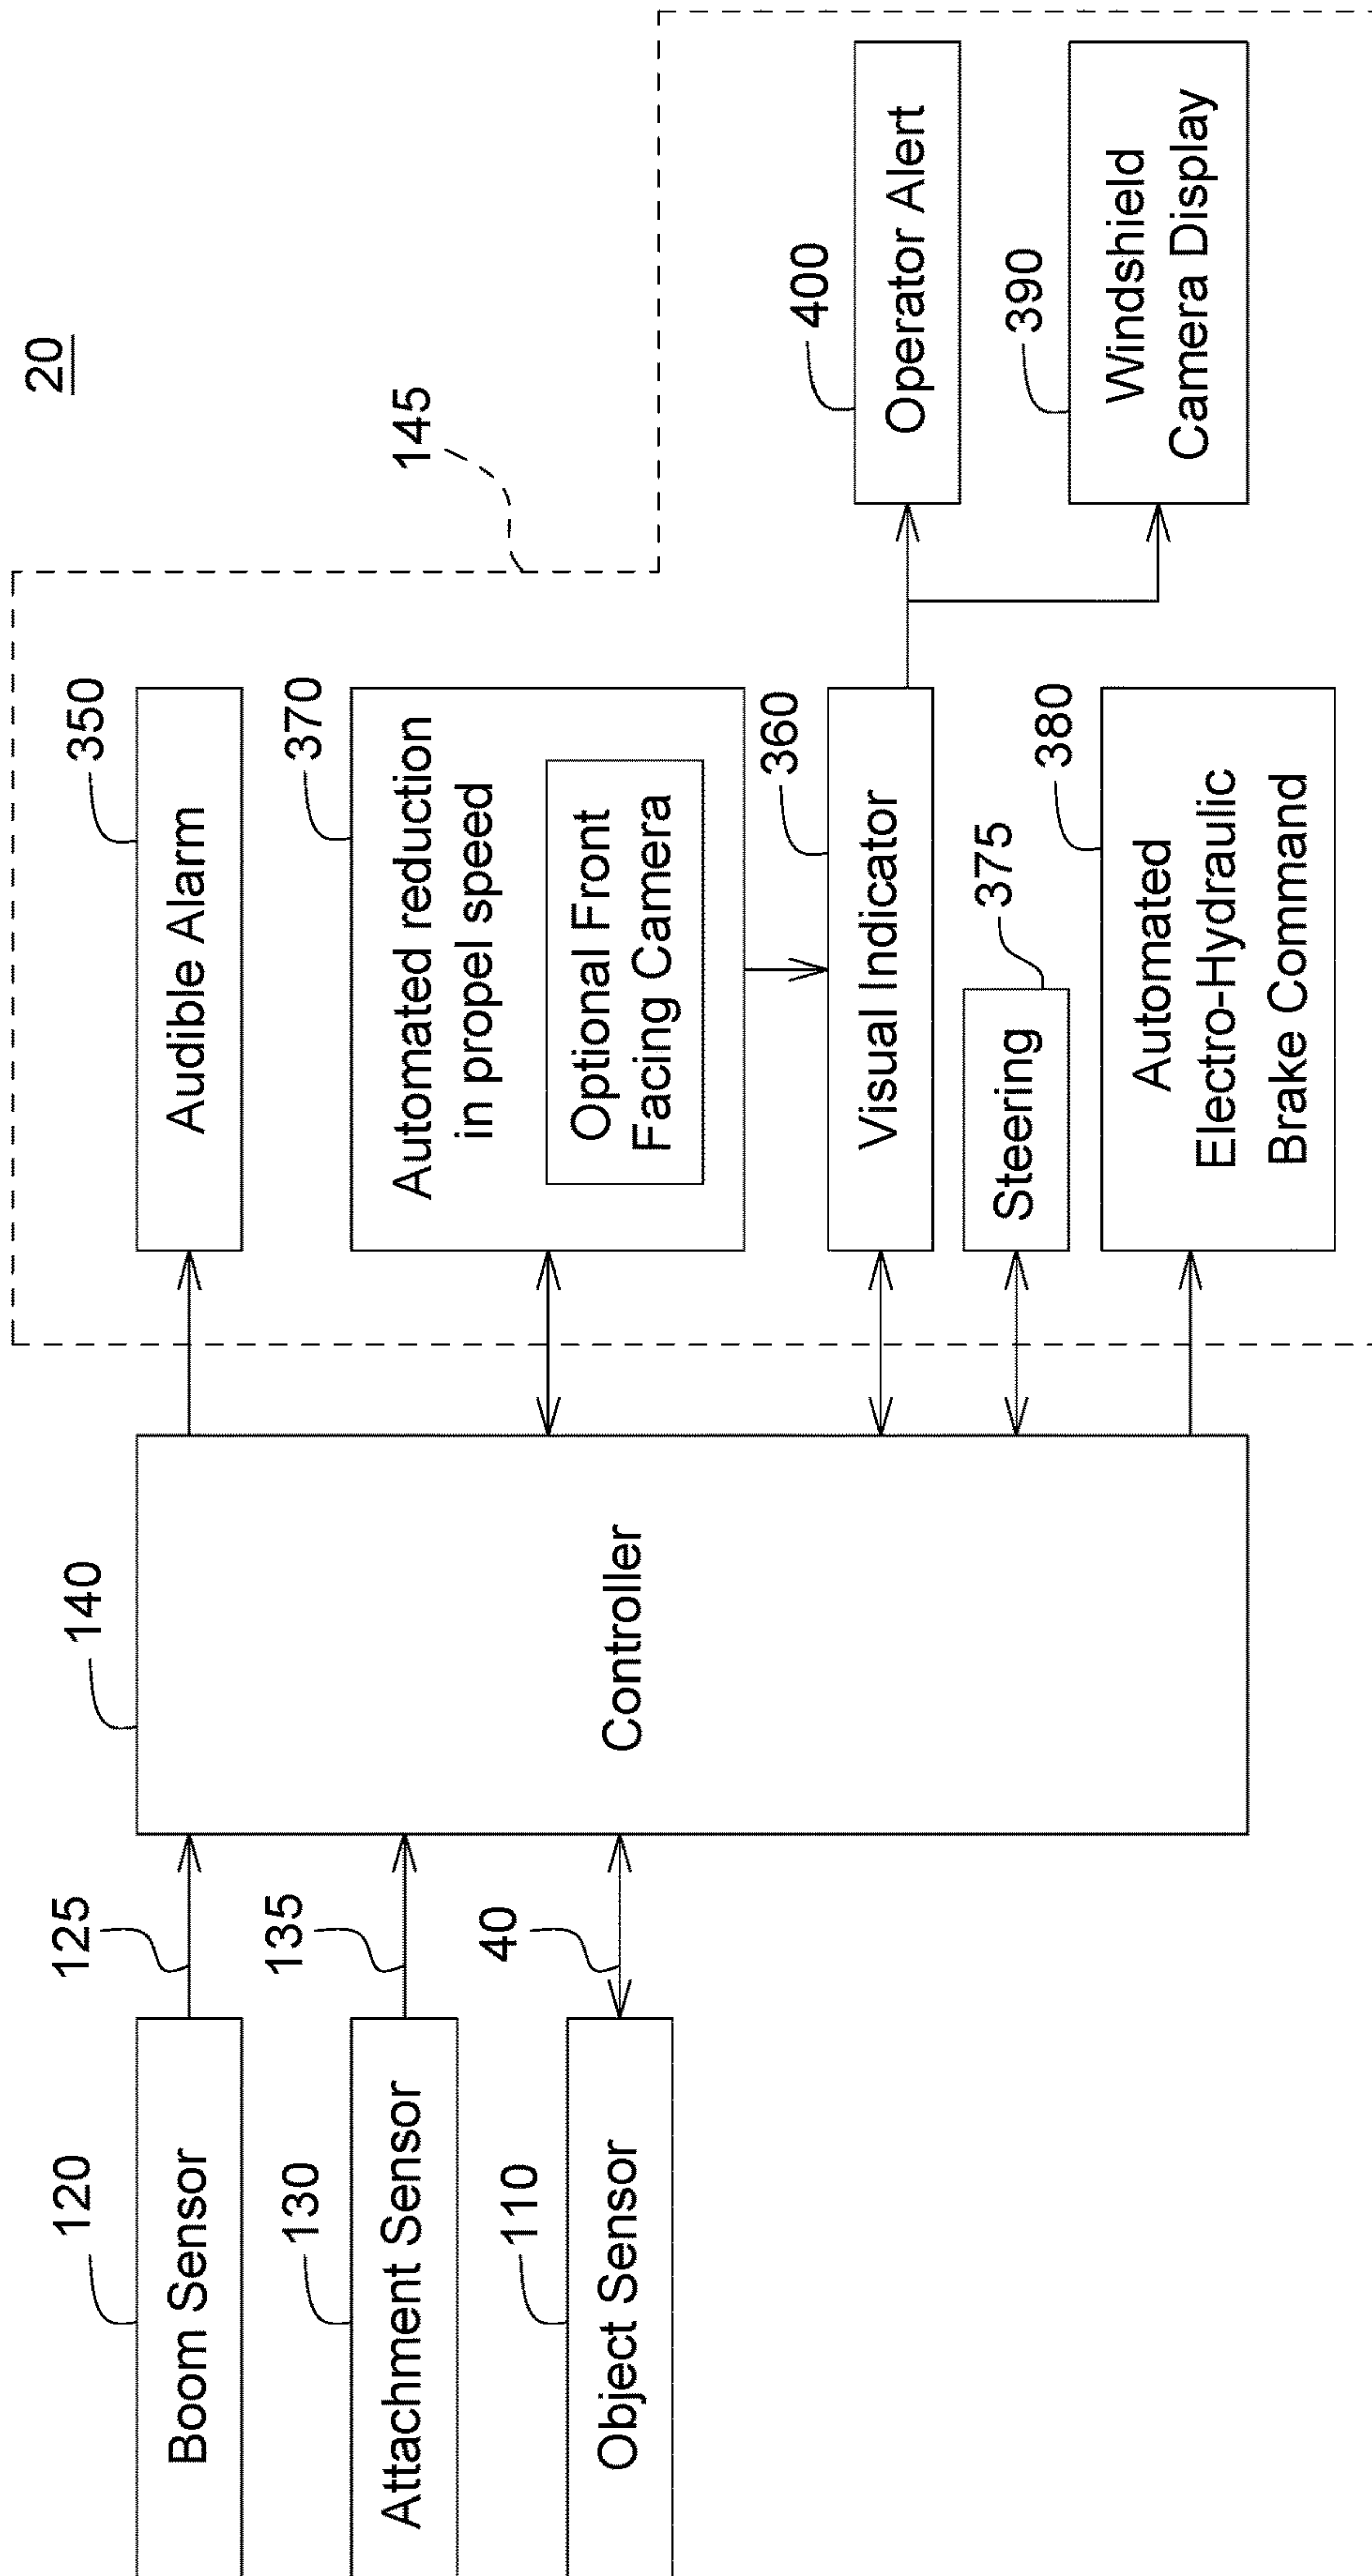 20
145
120
Boom Sensor
125
130
Attachment Sensor
135
110
Object Sensor
40
140
Controller
350
Audible Alarm
370
Automated reduction
in propel speed
Optional Front
Facing Camera
360
Visual Indicator
375
Steering
380
Automated
Electro-Hydraulic
Brake Command
400
Operator Alert
390
Windshield
Camera Display